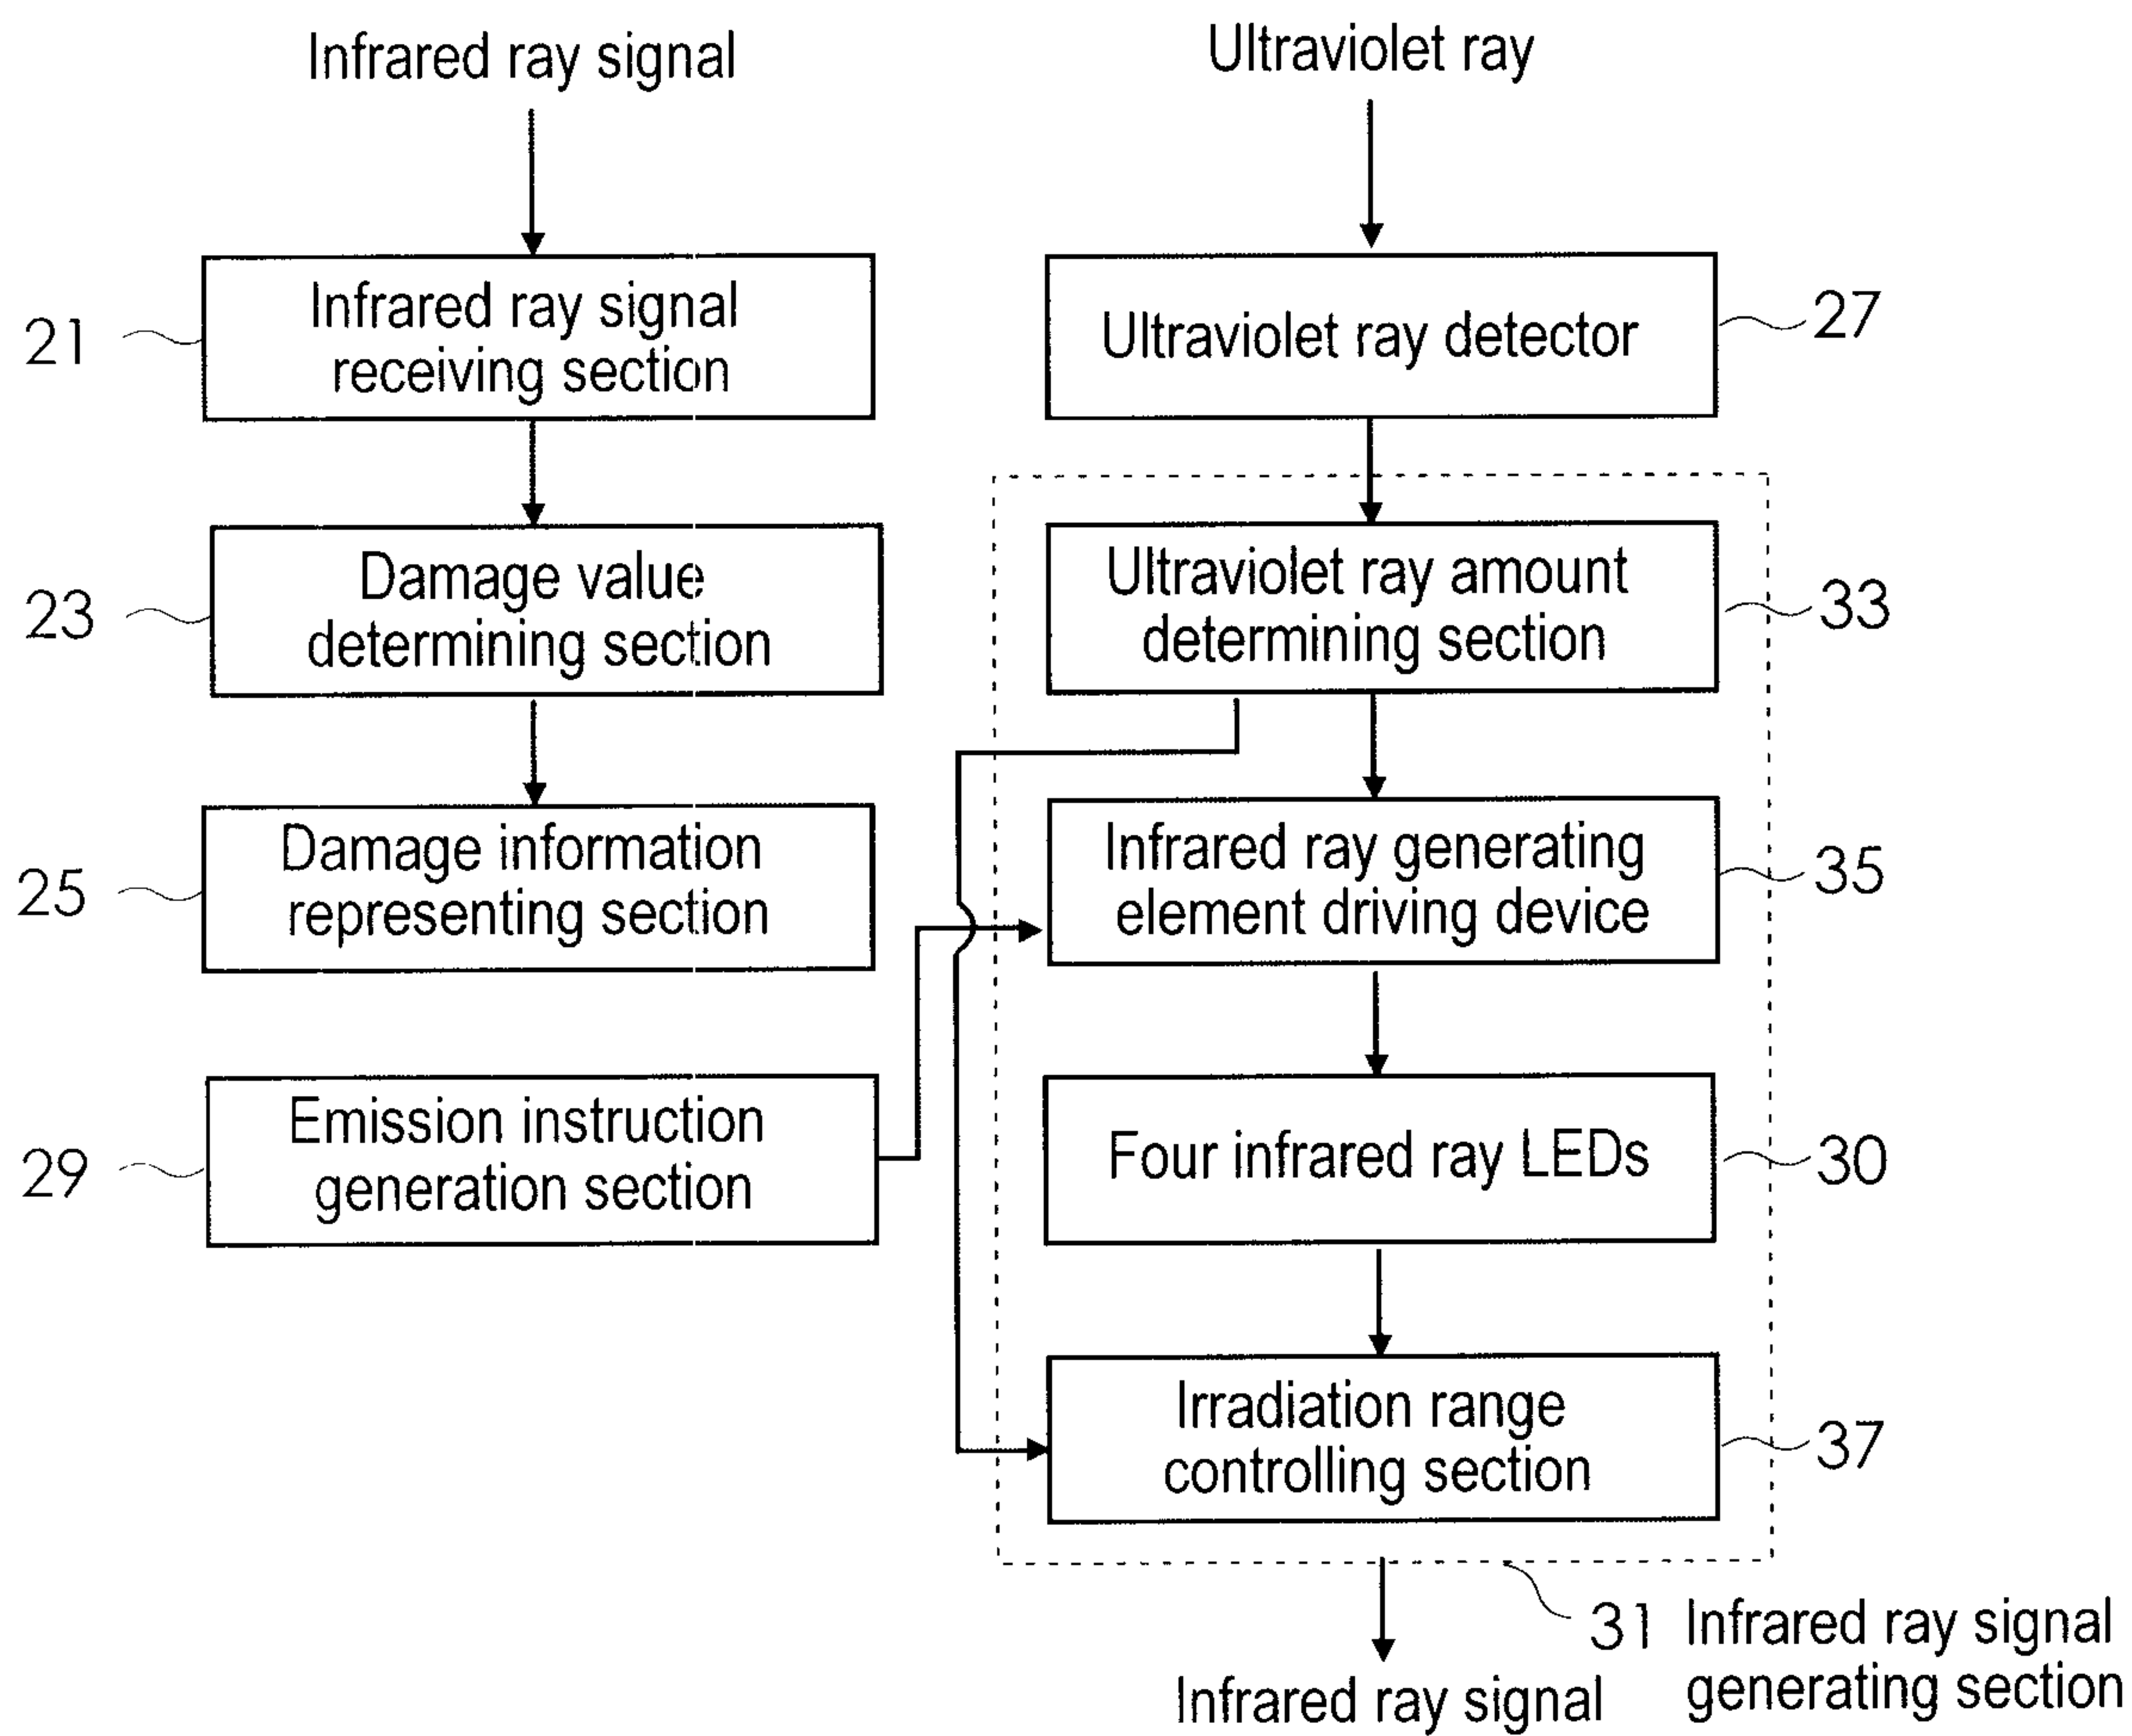 Infrared ray signal
Ultraviolet ray
21
Infrared ray signal
receiving section
Ultraviolet ray detector
27
23
Damage value
determining section
Ultraviolet ray amount
determining section
33
25
Damage information
representing section
Infrared ray generating
element driving device
35
29
Emission instruction
generation section
Four infrared ray LEDs
30
Irradiation range
controlling section
37
31 Infrared ray signal
generating section
Infrared ray signal